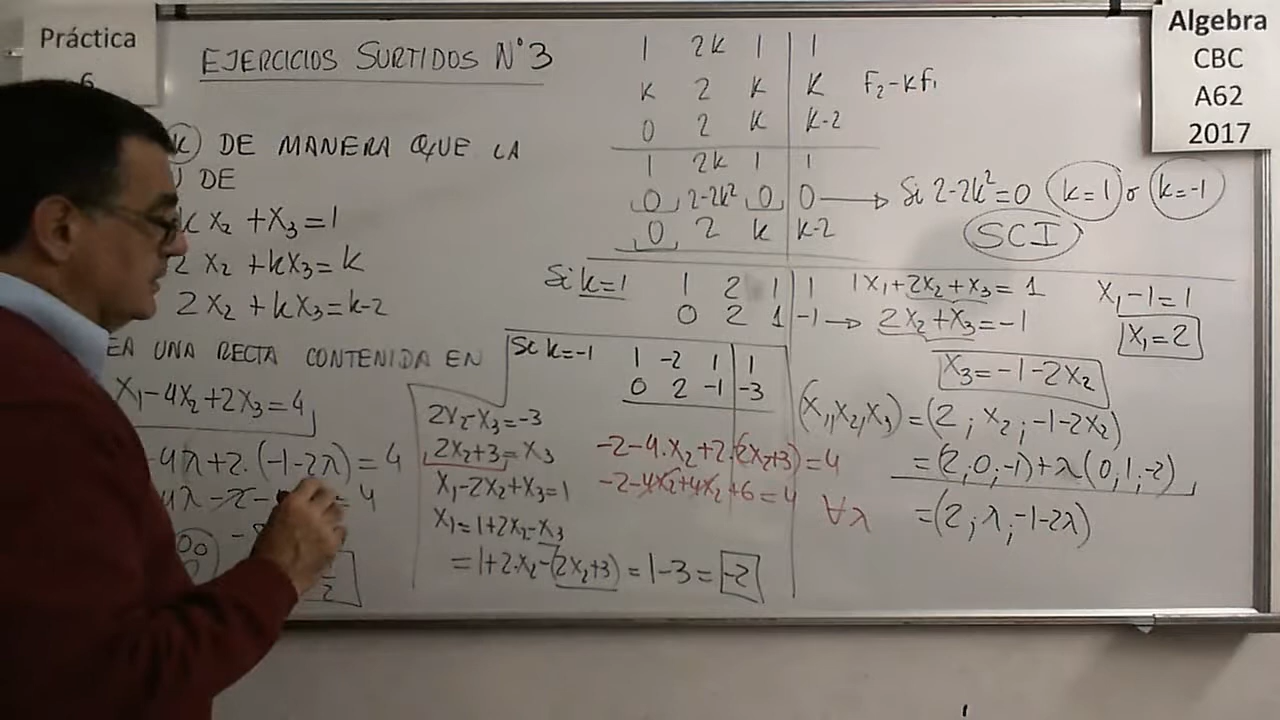 Práctica
6
Algebra
CBC
A62
2017
EJERCICIOS SURTIDOS N°3
(k) DE MANERA QUE LA
DE
k x₂ + x₃ = 1
2 x₂ + kx₃ = k
2 x₂ + kx₃ = k-2
EA UNA RECTA CONTENIDA EN
x₁-4x₂+2x₃=4
-4λ+2.(-1-2λ)=4
4λ-2- = 4
1 2k 1 | 1
k 2 k | k F₂-kF₁
0 2 k | k-2
1 2k 1 | 1
0 2-2k² 0 | 0 → Si 2-2k²=0 (k=1) o (k=-1)
0 2 k | k-2
SCI
Si k=1 1 2 1 | 1
0 2 1 | -1 →
1x₁+2x₂+x₃=1
2x₂+x₃=-1
x₁-1=1
x₁=2
x₃=-1-2x₂
(x₁,x₂,x₃)=(2; x₂; -1-2x₂)
=(2;0;-1)+λ(0;1;-2)
∀λ =(2;λ;-1-2λ)
Si k=-1 1 -2 1 | 1
0 2 -1 | -3
2x₂-x₃=-3
2x₂+3=x₃
x₁-2x₂+x₃=1
x₁=1+2x₂-x₃
=1+2.x₂-(2x₂+3)=1-3=-2
-2-4.x₂+2.(2x₂+3)=4
-2-4x₂+4x₂+6=4